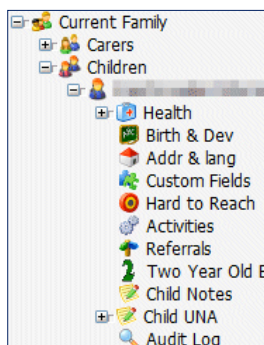 Current Family
Carers
Children
Health
Birth & Dev
Addr & lang
Custom Fields
Hard to Reach
Activities
Referrals
Two Year Old
Child Notes
Child UNA
Audit Log